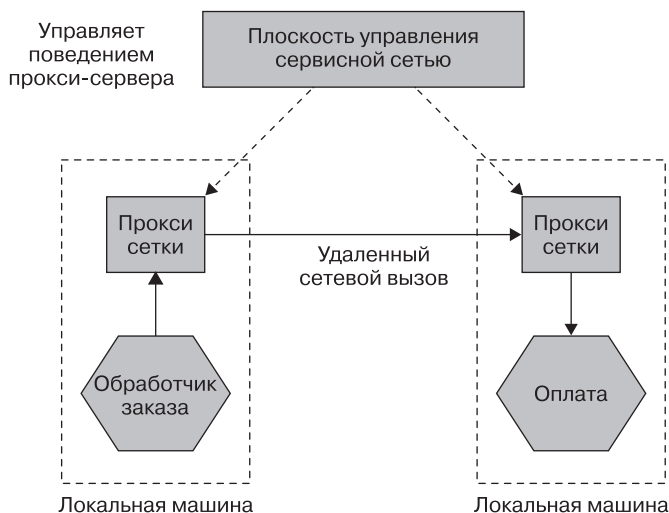 Управляет
поведением
прокси-сервера
Плоскость управления
сервисной сетью
Прокси
сетки
Прокси
сетки
Удаленный
сетевой вызов
Обработчик
заказа
Оплата
Локальная машина
Локальная машина